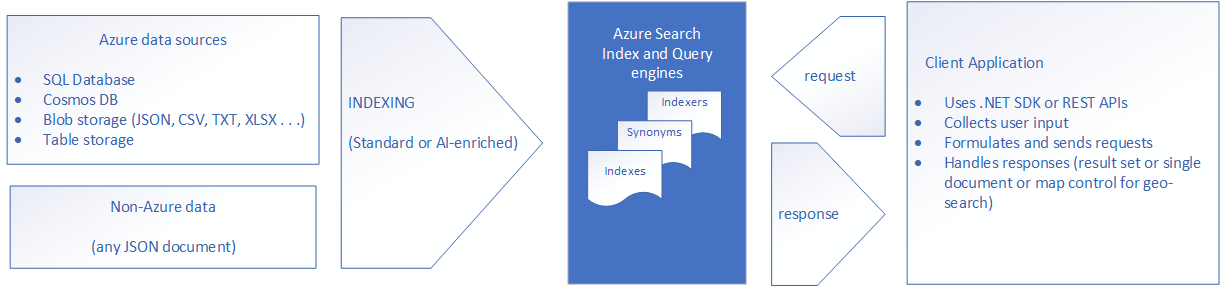 Azure data sources
• SQL Database
• Cosmos DB
• Blob storage (JSON, CSV, TXT, XLSX . . .)
• Table storage
Non-Azure data
(any JSON document)
INDEXING
(Standard or AI-enriched)
Azure Search
Index and Query
engines
Indexers
Synonyms
Indexes
request
response
Client Application
• Uses .NET SDK or REST APIs
• Collects user input
• Formulates and sends requests
• Handles responses (result set or single
document or map control for geo-
search)